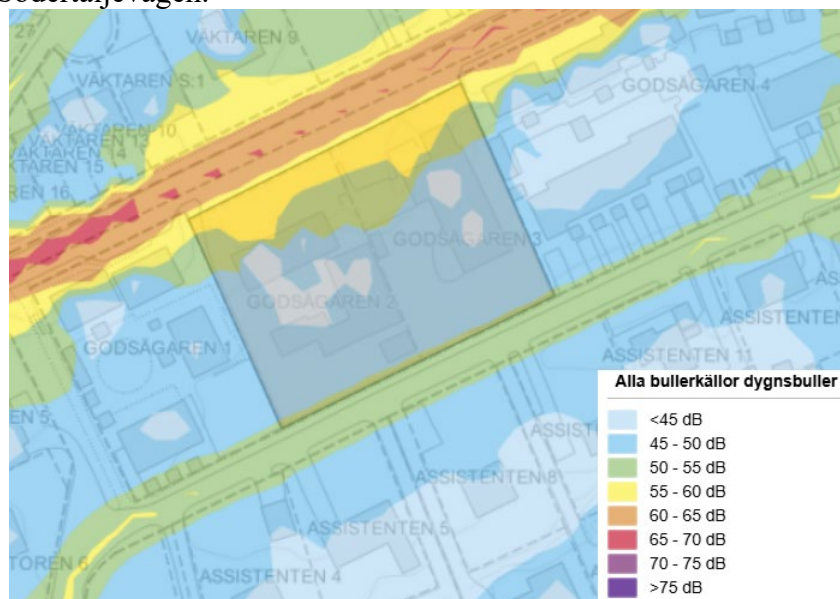 Södertäljevägen.
27
VÄKTAREN 9
VÄKTAREN S:1
GODSÄGAREN 4
VÄKTAREN 10
VÄKTAREN 13
VÄKTAREN 14
VÄKTAREN 15
REN 16
GODSÄGAREN 3
GODSÄGAREN 2
GODSÄGAREN 1
ASSISTENTEN
ASSISTENTEN 11
EN 5
ASSISTENTEN 8
ASSISTENTEN 5
TOREN 6
ASSISTENTEN 4
Alla bullerkällor dygnsbuller
<45 dB
45 - 50 dB
50 - 55 dB
55 - 60 dB
60 - 65 dB
65 - 70 dB
70 - 75 dB
>75 dB